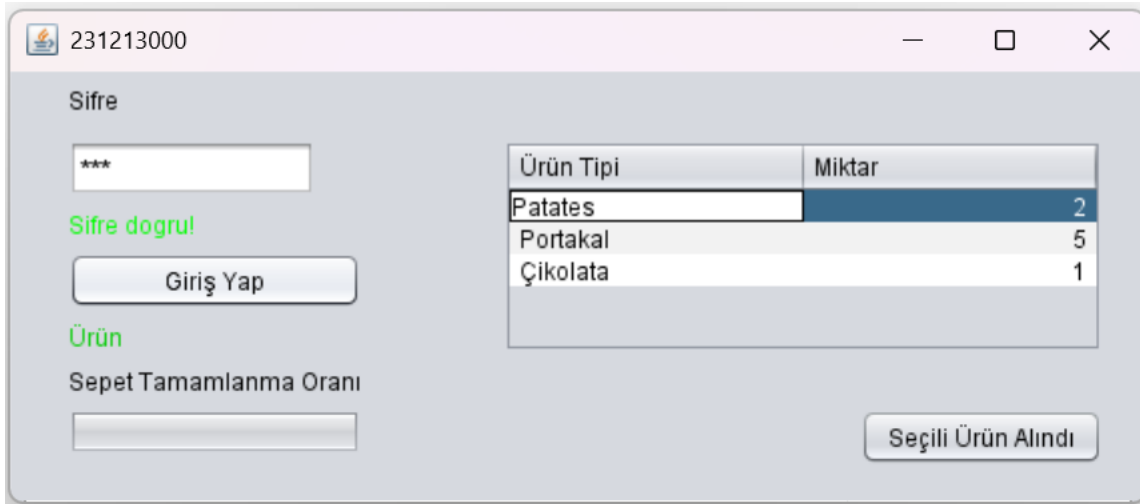 231213000
Sifre
***
Sifre dogru!
Giriş Yap
Ürün
Sepet Tamamlanma Oranı
Ürün Tipi Miktar
Patates 2
Portakal 5
Çikolata 1
Seçili Ürün Alındı